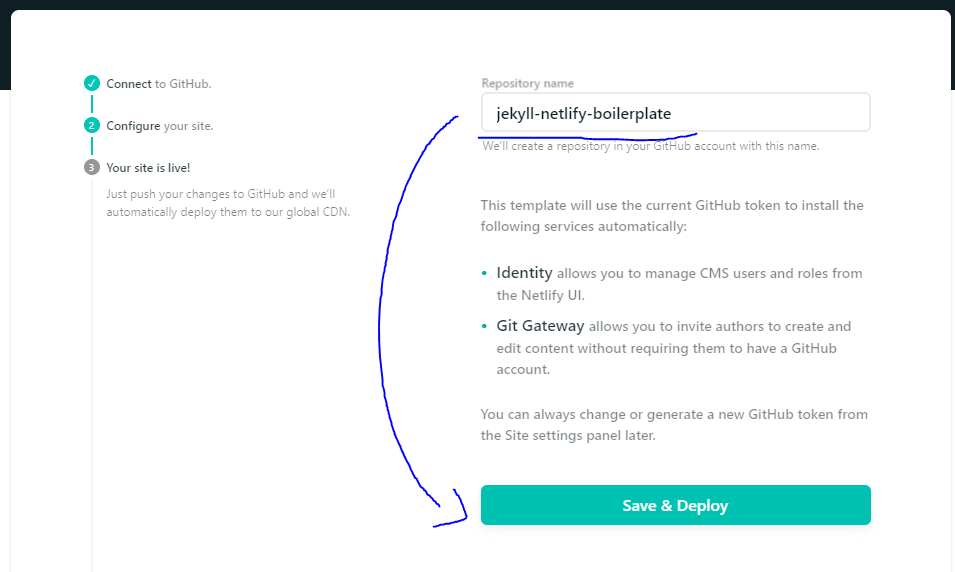 ✓ Connect to GitHub.
2 Configure your site.
3 Your site is live!
Just push your changes to GitHub and we'll
automatically deploy them to our global CDN.
Repository name
jekyll-netlify-boilerplate
We'll create a repository in your GitHub account with this name.
This template will use the current GitHub token to install the
following services automatically:
• Identity allows you to manage CMS users and roles from
the Netlify UI.
• Git Gateway allows you to invite authors to create and
edit content without requiring them to have a GitHub
account.
You can always change or generate a new GitHub token from
the Site settings panel later.
Save & Deploy